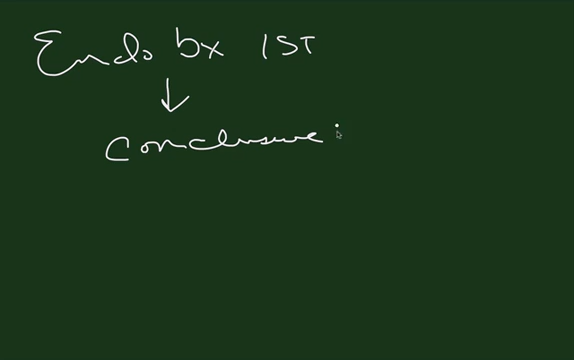 Endo bx 1ST
↓
conclusive